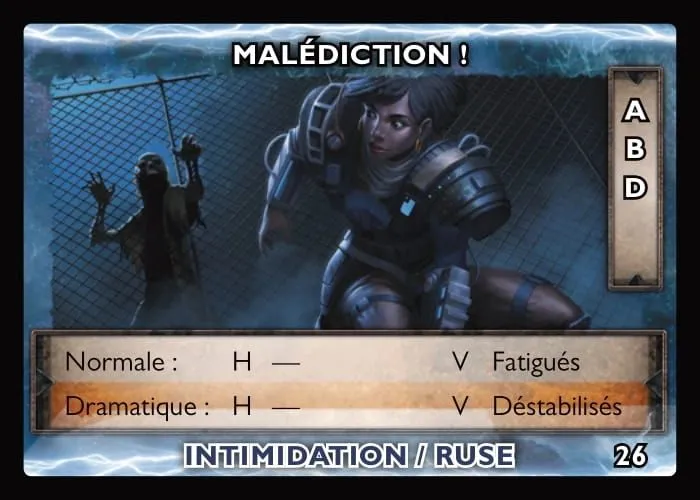 MALÉDICTION !
A
B
D
Normale : H — V Fatigués
Dramatique : H — V Déstabilisés
INTIMIDATION / RUSE 26